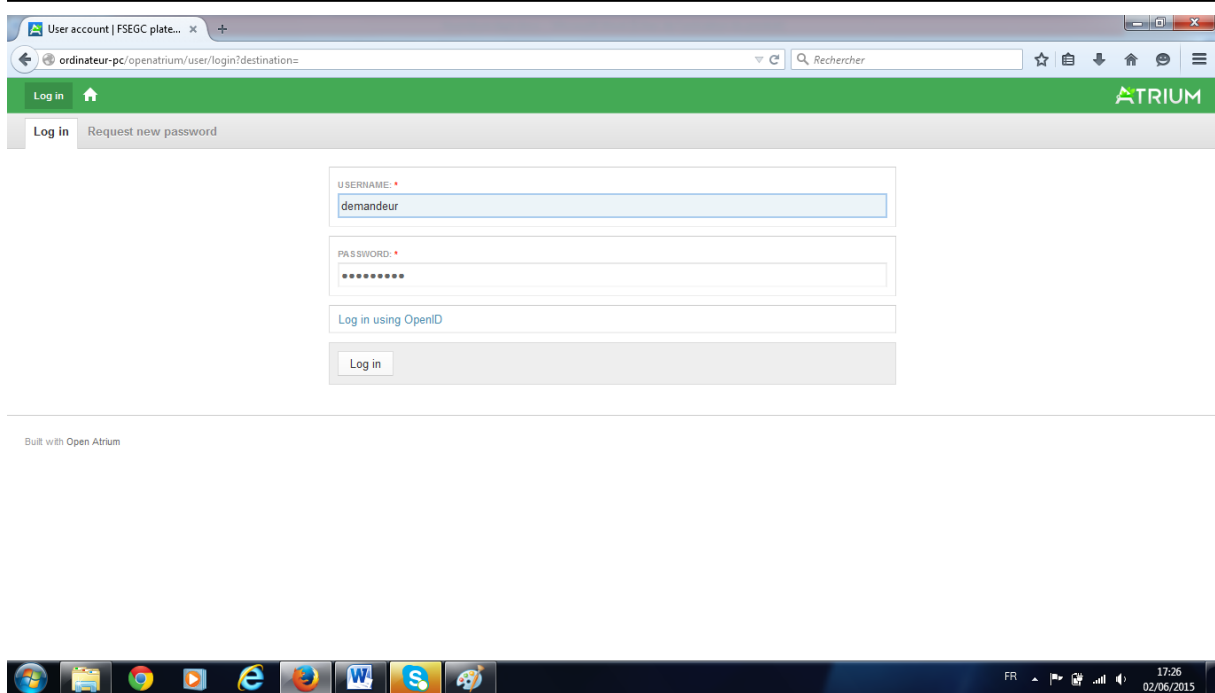 User account | FSEGC plate...
ordinateur-pc/openatrium/user/login?destination=
Rechercher
Log in
ATRIUM
Log in Request new password
USERNAME: *
demandeur
PASSWORD: *
•••••••••
Log in using OpenID
Log in
Built with Open Atrium
FR
17:26
02/06/2015